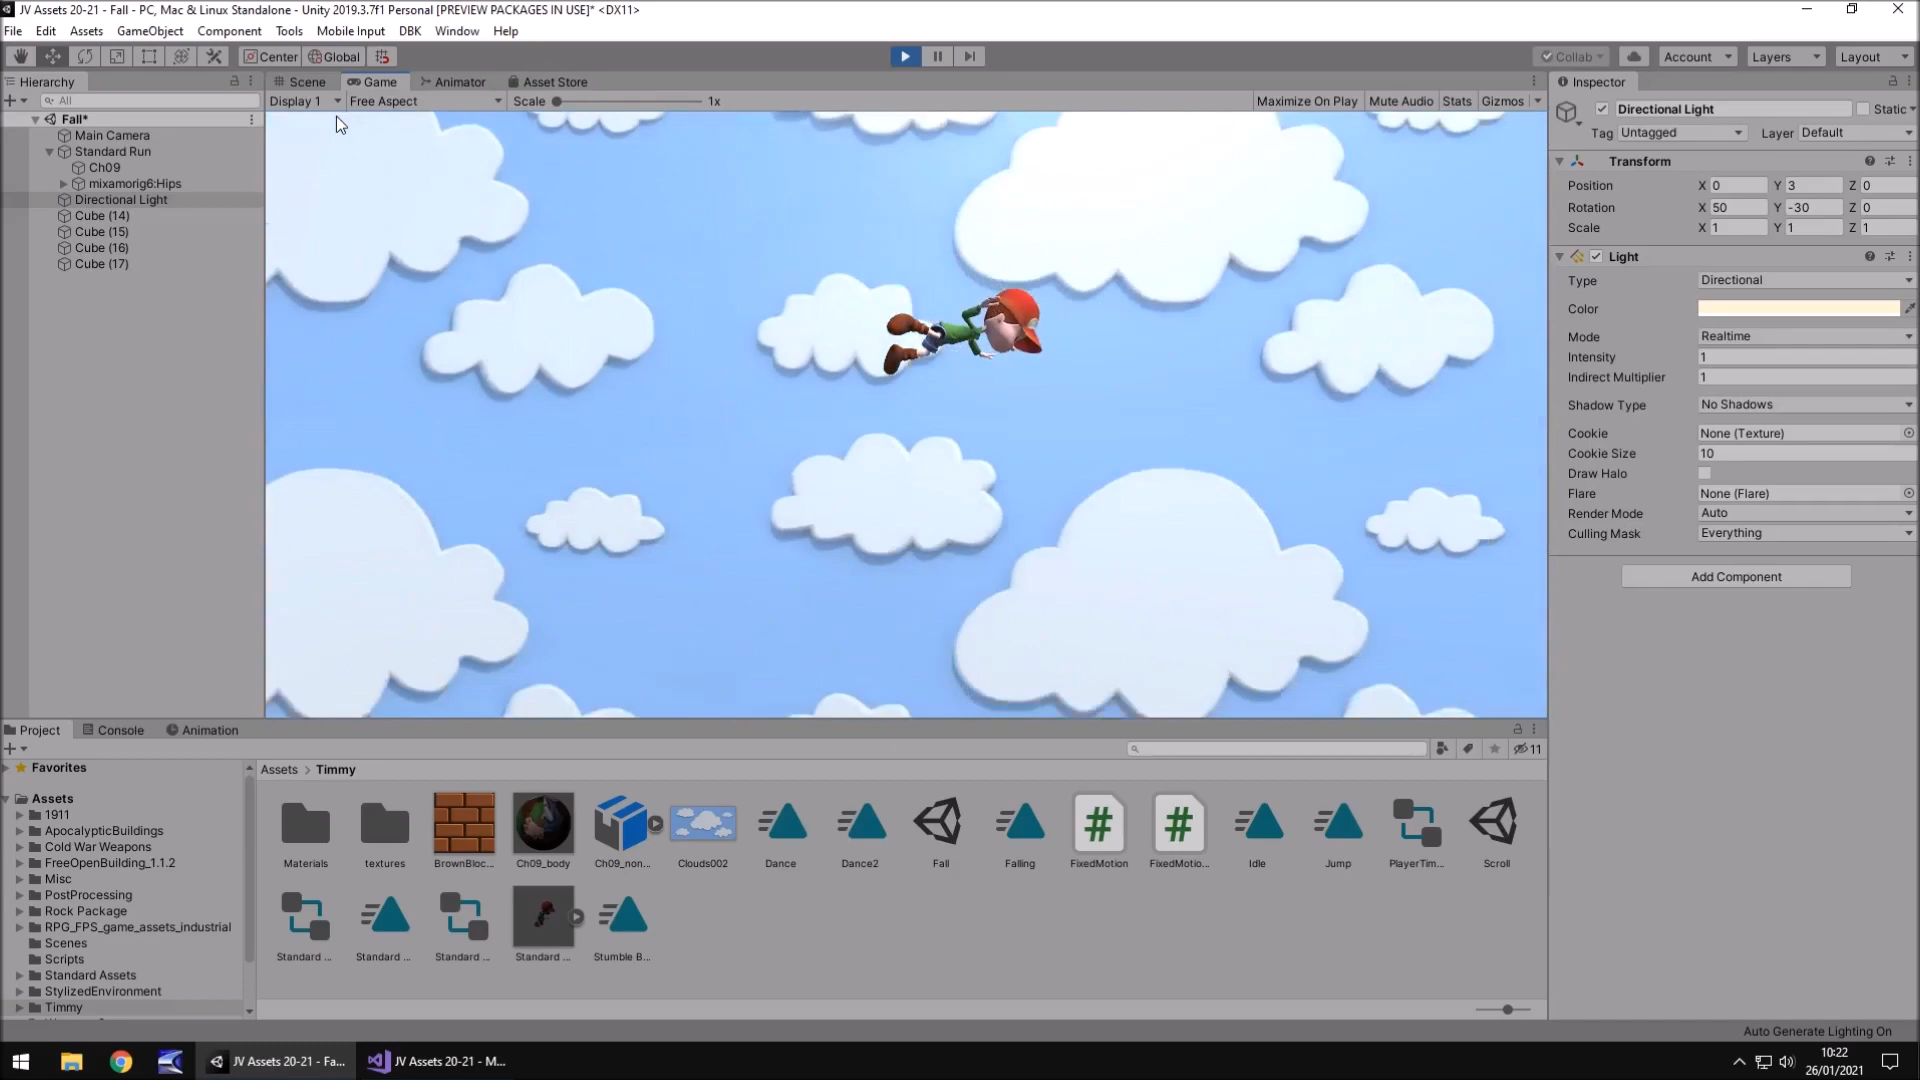 JV Assets 20-21 - Fall - PC, Mac & Linux Standalone - Unity 2019.3.7f1 Personal [PREVIEW PACKAGES IN USE]* <DX11>
File Edit Assets GameObject Component Tools Mobile Input DBK Window Help
Center Global Collab Account Layers Layout
Hierarchy Scene Game Animator Asset Store Inspector
All Display 1 Free Aspect Scale 1x Maximize On Play Mute Audio Stats Gizmos
Directional Light Static
Fall*
Tag Untagged Layer Default
Main Camera
Standard Run
Transform
Ch09
mixamorig6:Hips
Position X 0 Y 3 Z 0
Directional Light
Rotation X 50 Y -30 Z 0
Cube (14)
Scale X 1 Y 1 Z 1
Cube (15)
Cube (16)
Light
Cube (17)
Type Directional
Color
Mode Realtime
Intensity 1
Indirect Multiplier 1
Shadow Type No Shadows
Cookie None (Texture)
Cookie Size 10
Draw Halo
Flare None (Flare)
Render Mode Auto
Culling Mask Everything
Add Component
Project Console Animation
11
Favorites
Assets > Timmy
Assets
1911
ApocalypticBuildings
Cold War Weapons
FreeOpenBuilding_1.1.2
Misc
PostProcessing
Rock Package
RPG_FPS_game_assets_industrial
Scenes
Scripts
Standard Assets
StylizedEnvironment
Timmy
Materials textures BrownBloc... Ch09_body Ch09_non... Clouds002 Dance Dance2 Fall Falling FixedMotion FixedMotio... Idle Jump PlayerTim... Scroll
Standard ... Standard ... Standard ... Standard ... Stumble B...
Auto Generate Lighting On
JV Assets 20-21 - Fa... JV Assets 20-21 - M...
10:22
26/01/2021